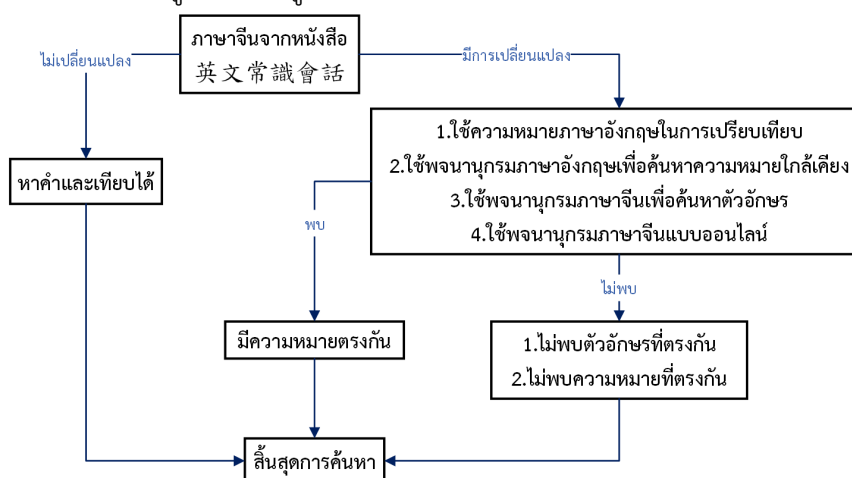 ภาษาจีนจากหนังสือ
英文常識會話
ไม่เปลี่ยนแปลง
มีการเปลี่ยนแปลง
1.ใช้ความหมายภาษาอังกฤษในการเปรียบเทียบ
2.ใช้พจนานุกรมภาษาอังกฤษเพื่อค้นหาความหมายใกล้เคียง
3.ใช้พจนานุกรมภาษาจีนเพื่อค้นหาตัวอักษร
4.ใช้พจนานุกรมภาษาจีนแบบออนไลน์
หาคำและเทียบได้
พบ
ไม่พบ
มีความหมายตรงกัน
1.ไม่พบตัวอักษรที่ตรงกัน
2.ไม่พบความหมายที่ตรงกัน
สิ้นสุดการค้นหา